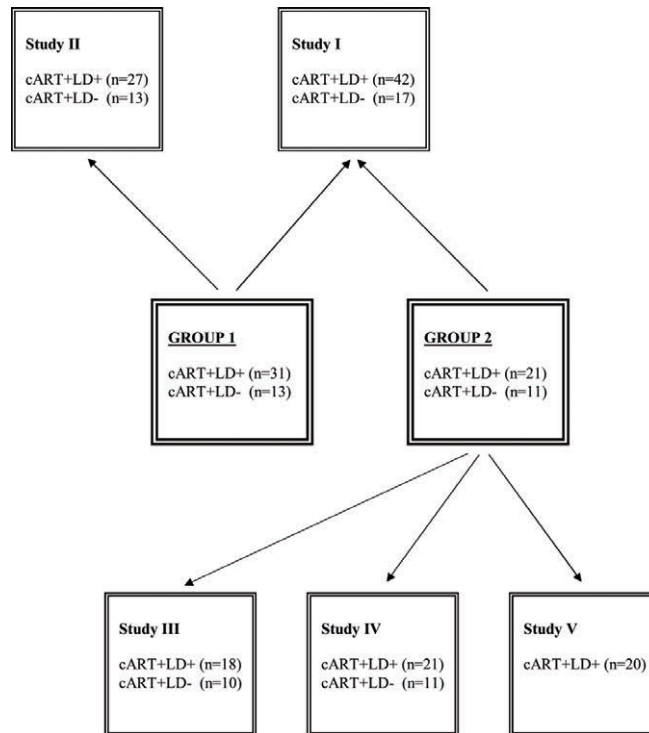 Study II
cART+LD+ (n=27)
cART+LD- (n=13)
Study I
cART+LD+ (n=42)
cART+LD- (n=17)
GROUP 1
cART+LD+ (n=31)
cART+LD- (n=13)
GROUP 2
cART+LD+ (n=21)
cART+LD- (n=11)
Study III
cART+LD+ (n=18)
cART+LD- (n=10)
Study IV
cART+LD+ (n=21)
cART+LD- (n=11)
Study V
cART+LD+ (n=20)